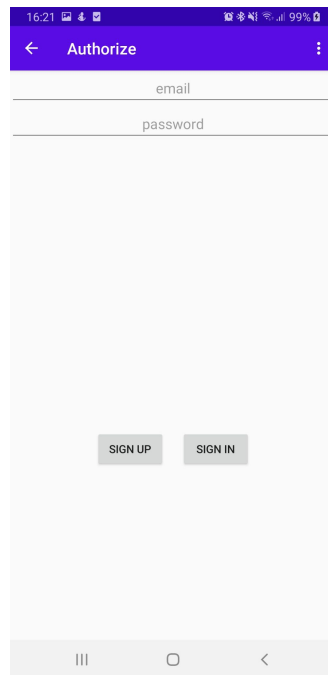 16:21 99%
Authorize
email
password
SIGN UP SIGN IN